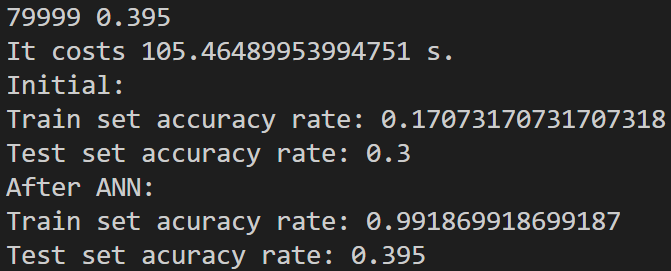 79999 0.395
It costs 105.46489953994751 s.
Initial:
Train set accuracy rate: 0.17073170731707318
Test set accuracy rate: 0.3
After ANN:
Train set acuracy rate: 0.991869918699187
Test set acuracy rate: 0.395